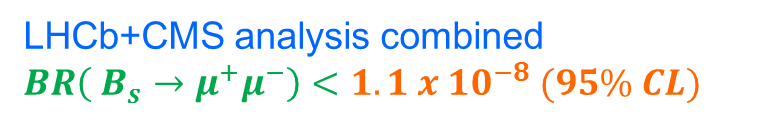 LHCb+CMS analysis combined
BR( Bₛ → μ⁺μ⁻) < 1.1 x 10⁻⁸ (95% CL)